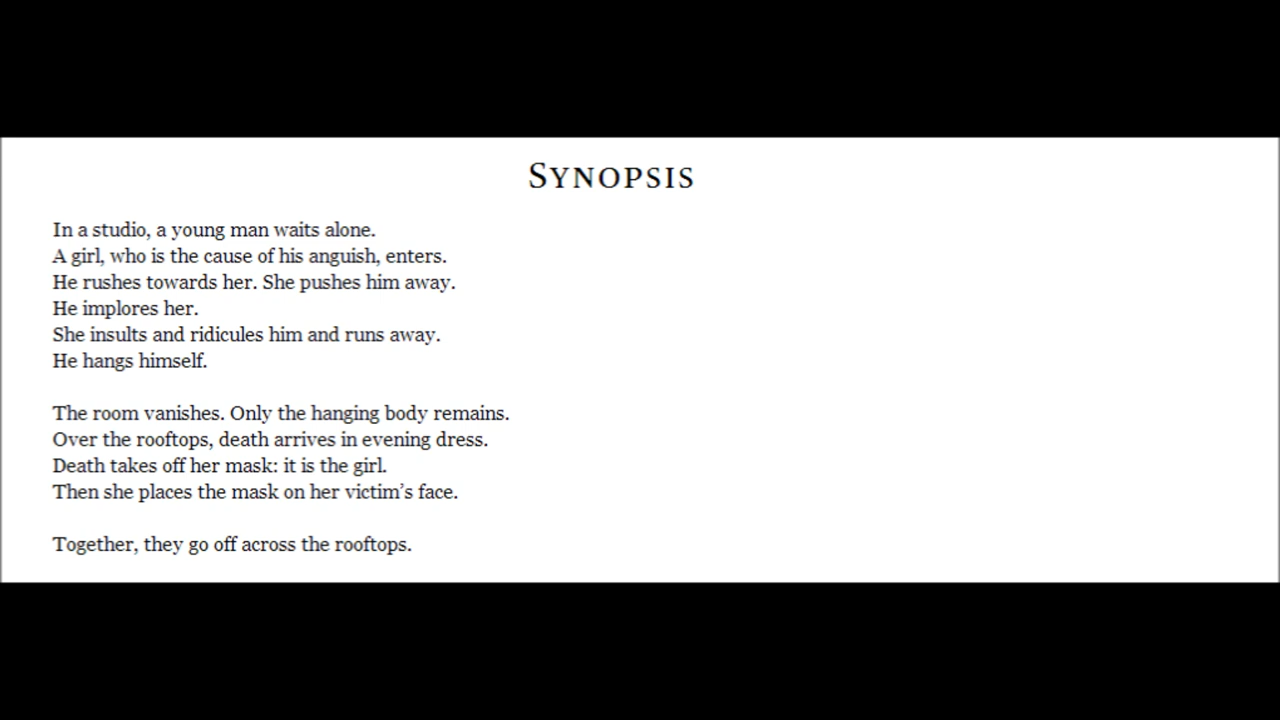 SYNOPSIS
In a studio, a young man waits alone.
A girl, who is the cause of his anguish, enters.
He rushes towards her. She pushes him away.
He implores her.
She insults and ridicules him and runs away.
He hangs himself.
The room vanishes. Only the hanging body remains.
Over the rooftops, death arrives in evening dress.
Death takes off her mask: it is the girl.
Then she places the mask on her victim’s face.
Together, they go off across the rooftops.